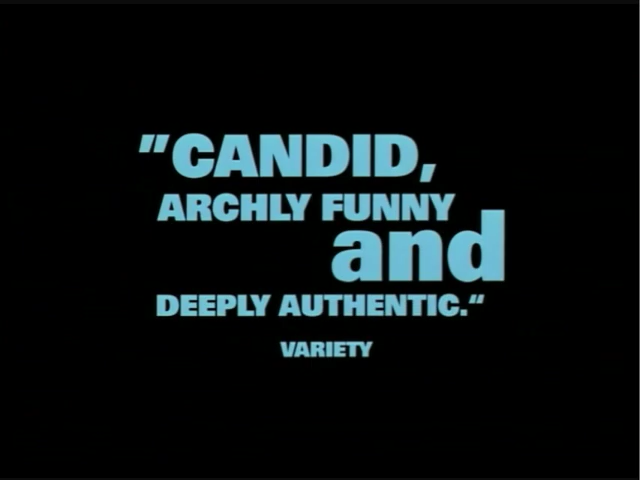 "CANDID,
ARCHLY FUNNY
and
DEEPLY AUTHENTIC."
VARIETY